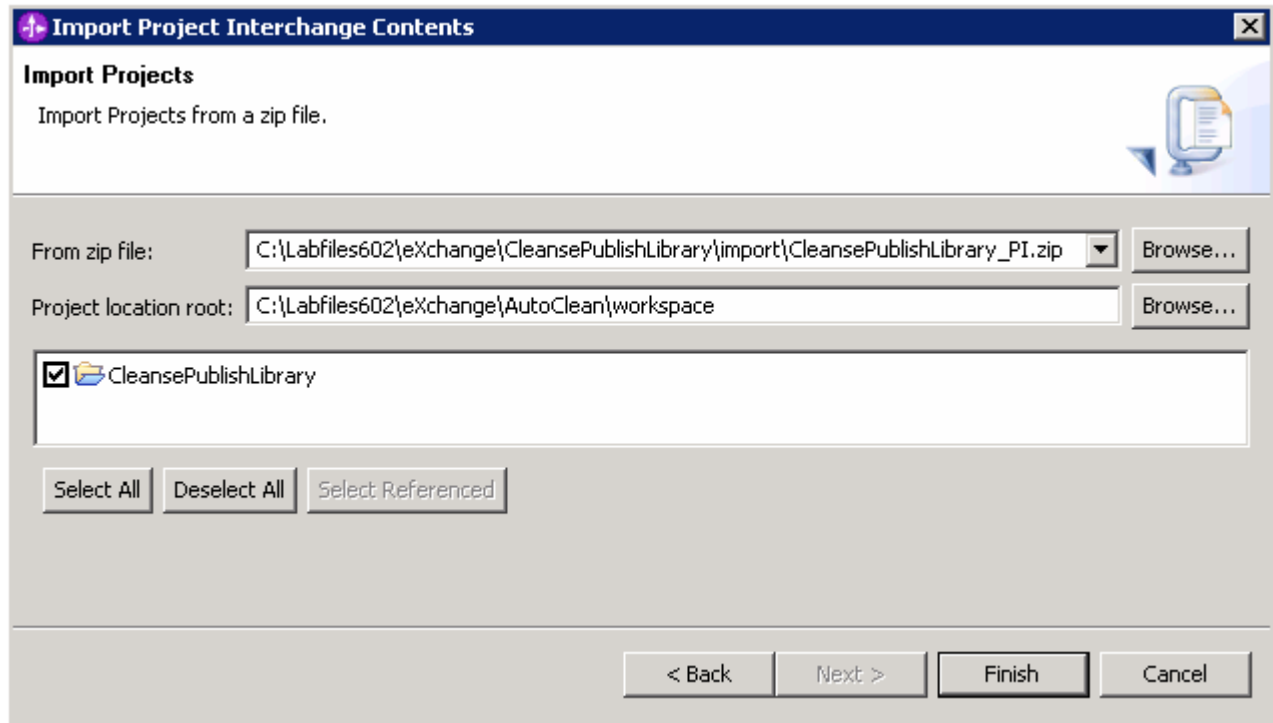 Import Project Interchange Contents
Import Projects
Import Projects from a zip file.
From zip file: C:\Labfiles602\eXchange\CleansePublishLibrary\import\CleansePublishLibrary_PI.zip Browse...
Project location root: C:\Labfiles602\eXchange\AutoClean\workspace Browse...
CleansePublishLibrary
Select All Deselect All Select Referenced
< Back Next > Finish Cancel